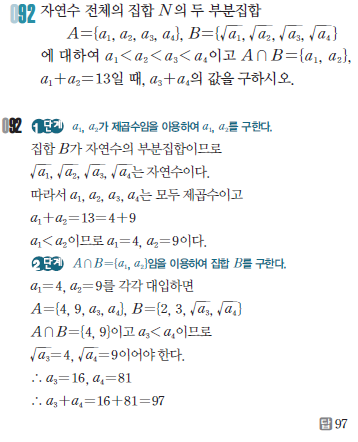 092 자연수 전체의 집합 N의 두 부분집합
A={a₁, a₂, a₃, a₄}, B={√a₁, √a₂, √a₃, √a₄}
에 대하여 a₁<a₂<a₃<a₄이고 A∩B={a₁, a₂},
a₁+a₂=13일 때, a₃+a₄의 값을 구하시오.
092 1단계 a₁, a₂가 제곱수임을 이용하여 a₁, a₂를 구한다.
집합 B가 자연수의 부분집합이므로
√a₁, √a₂, √a₃, √a₄는 자연수이다.
따라서 a₁, a₂, a₃, a₄는 모두 제곱수이고
a₁+a₂=13=4+9
a₁<a₂이므로 a₁=4, a₂=9이다.
2단계 A∩B={a₁, a₂}임을 이용하여 집합 B를 구한다.
a₁=4, a₂=9를 각각 대입하면
A={4, 9, a₃, a₄}, B={2, 3, √a₃, √a₄}
A∩B={4, 9}이고 a₃<a₄이므로
√a₃=4, √a₄=9이어야 한다.
∴ a₃=16, a₄=81
∴ a₃+a₄=16+81=97
답 97